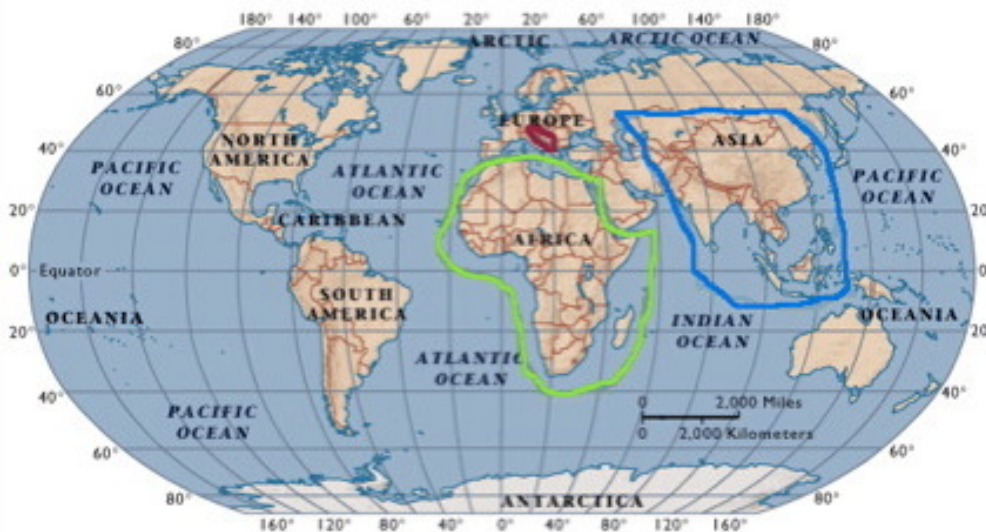 180° 140° 100° 60° 20° 20° 60° 100° 140° 180°
ARCTIC
ARCTIC OCEAN
80°
80°
60°
60°
EUROPE
NORTH
AMERICA
ASIA
40°
40°
PACIFIC
OCEAN
ATLANTIC
OCEAN
PACIFIC
OCEAN
20°
CARIBBEAN
AFRICA
20
0°
Equator
0
SOUTH
AMERICA
OCEANIA
INDIAN
OCEAN
OCEANIA
20°
20°
ATLANTIC
OCEAN
40°
40°
0 2,000 Miles
0 2,000 Kilometers
PACIFIC
OCEAN
60°
60°
80°
80°
ANTARCTICA
160° 120° 80° 40° 0° 40° 80° 120° 160°